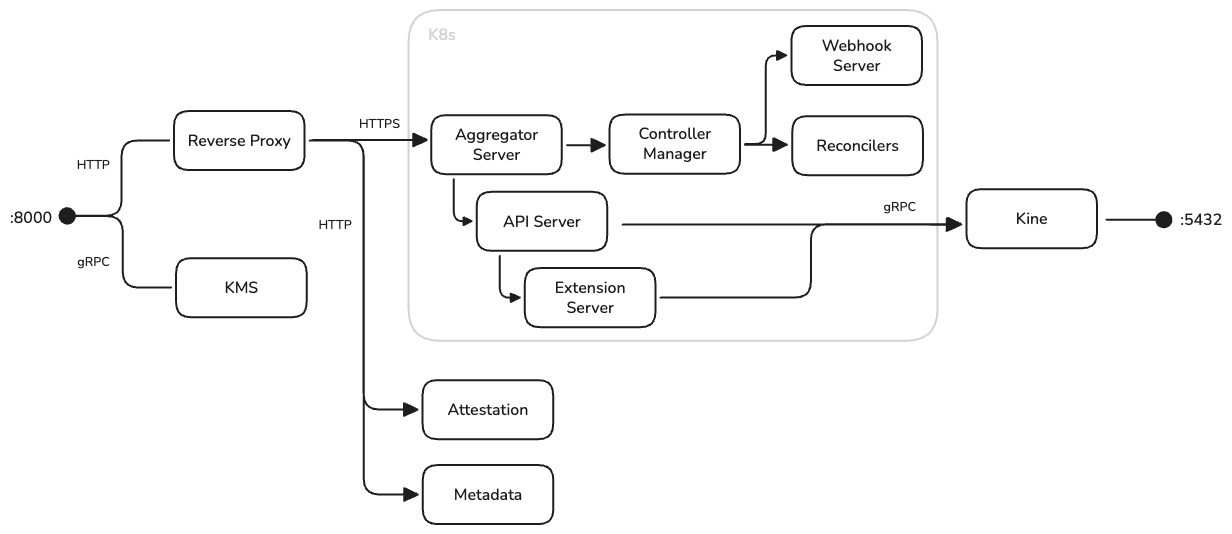 K8s
Webhook
Server
HTTPS
Reverse Proxy
Aggregator
Server
Controller
Manager
Reconcilers
HTTP
:8000
gRPC
KMS
HTTP
API Server
gRPC
Kine
:5432
Extension
Server
Attestation
Metadata